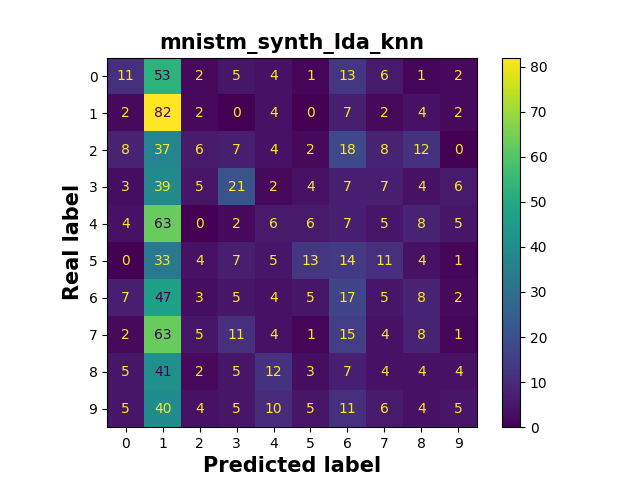 mnistm_synth_lda_knn
0 11 53 2 5 4 1 13 6 1 2
1 2 82 2 0 4 0 7 2 4 2
2 8 37 6 7 4 2 18 8 12 0
3 3 39 5 21 2 4 7 7 4 6
4 4 63 0 2 6 6 7 5 8 5
5 0 33 4 7 5 13 14 11 4 1
6 7 47 3 5 4 5 17 5 8 2
7 2 63 5 11 4 1 15 4 8 1
8 5 41 2 5 12 3 7 4 4 4
9 5 40 4 5 10 5 11 6 4 5
0 1 2 3 4 5 6 7 8 9
Predicted label
Real label
80
70
60
50
40
30
20
10
0